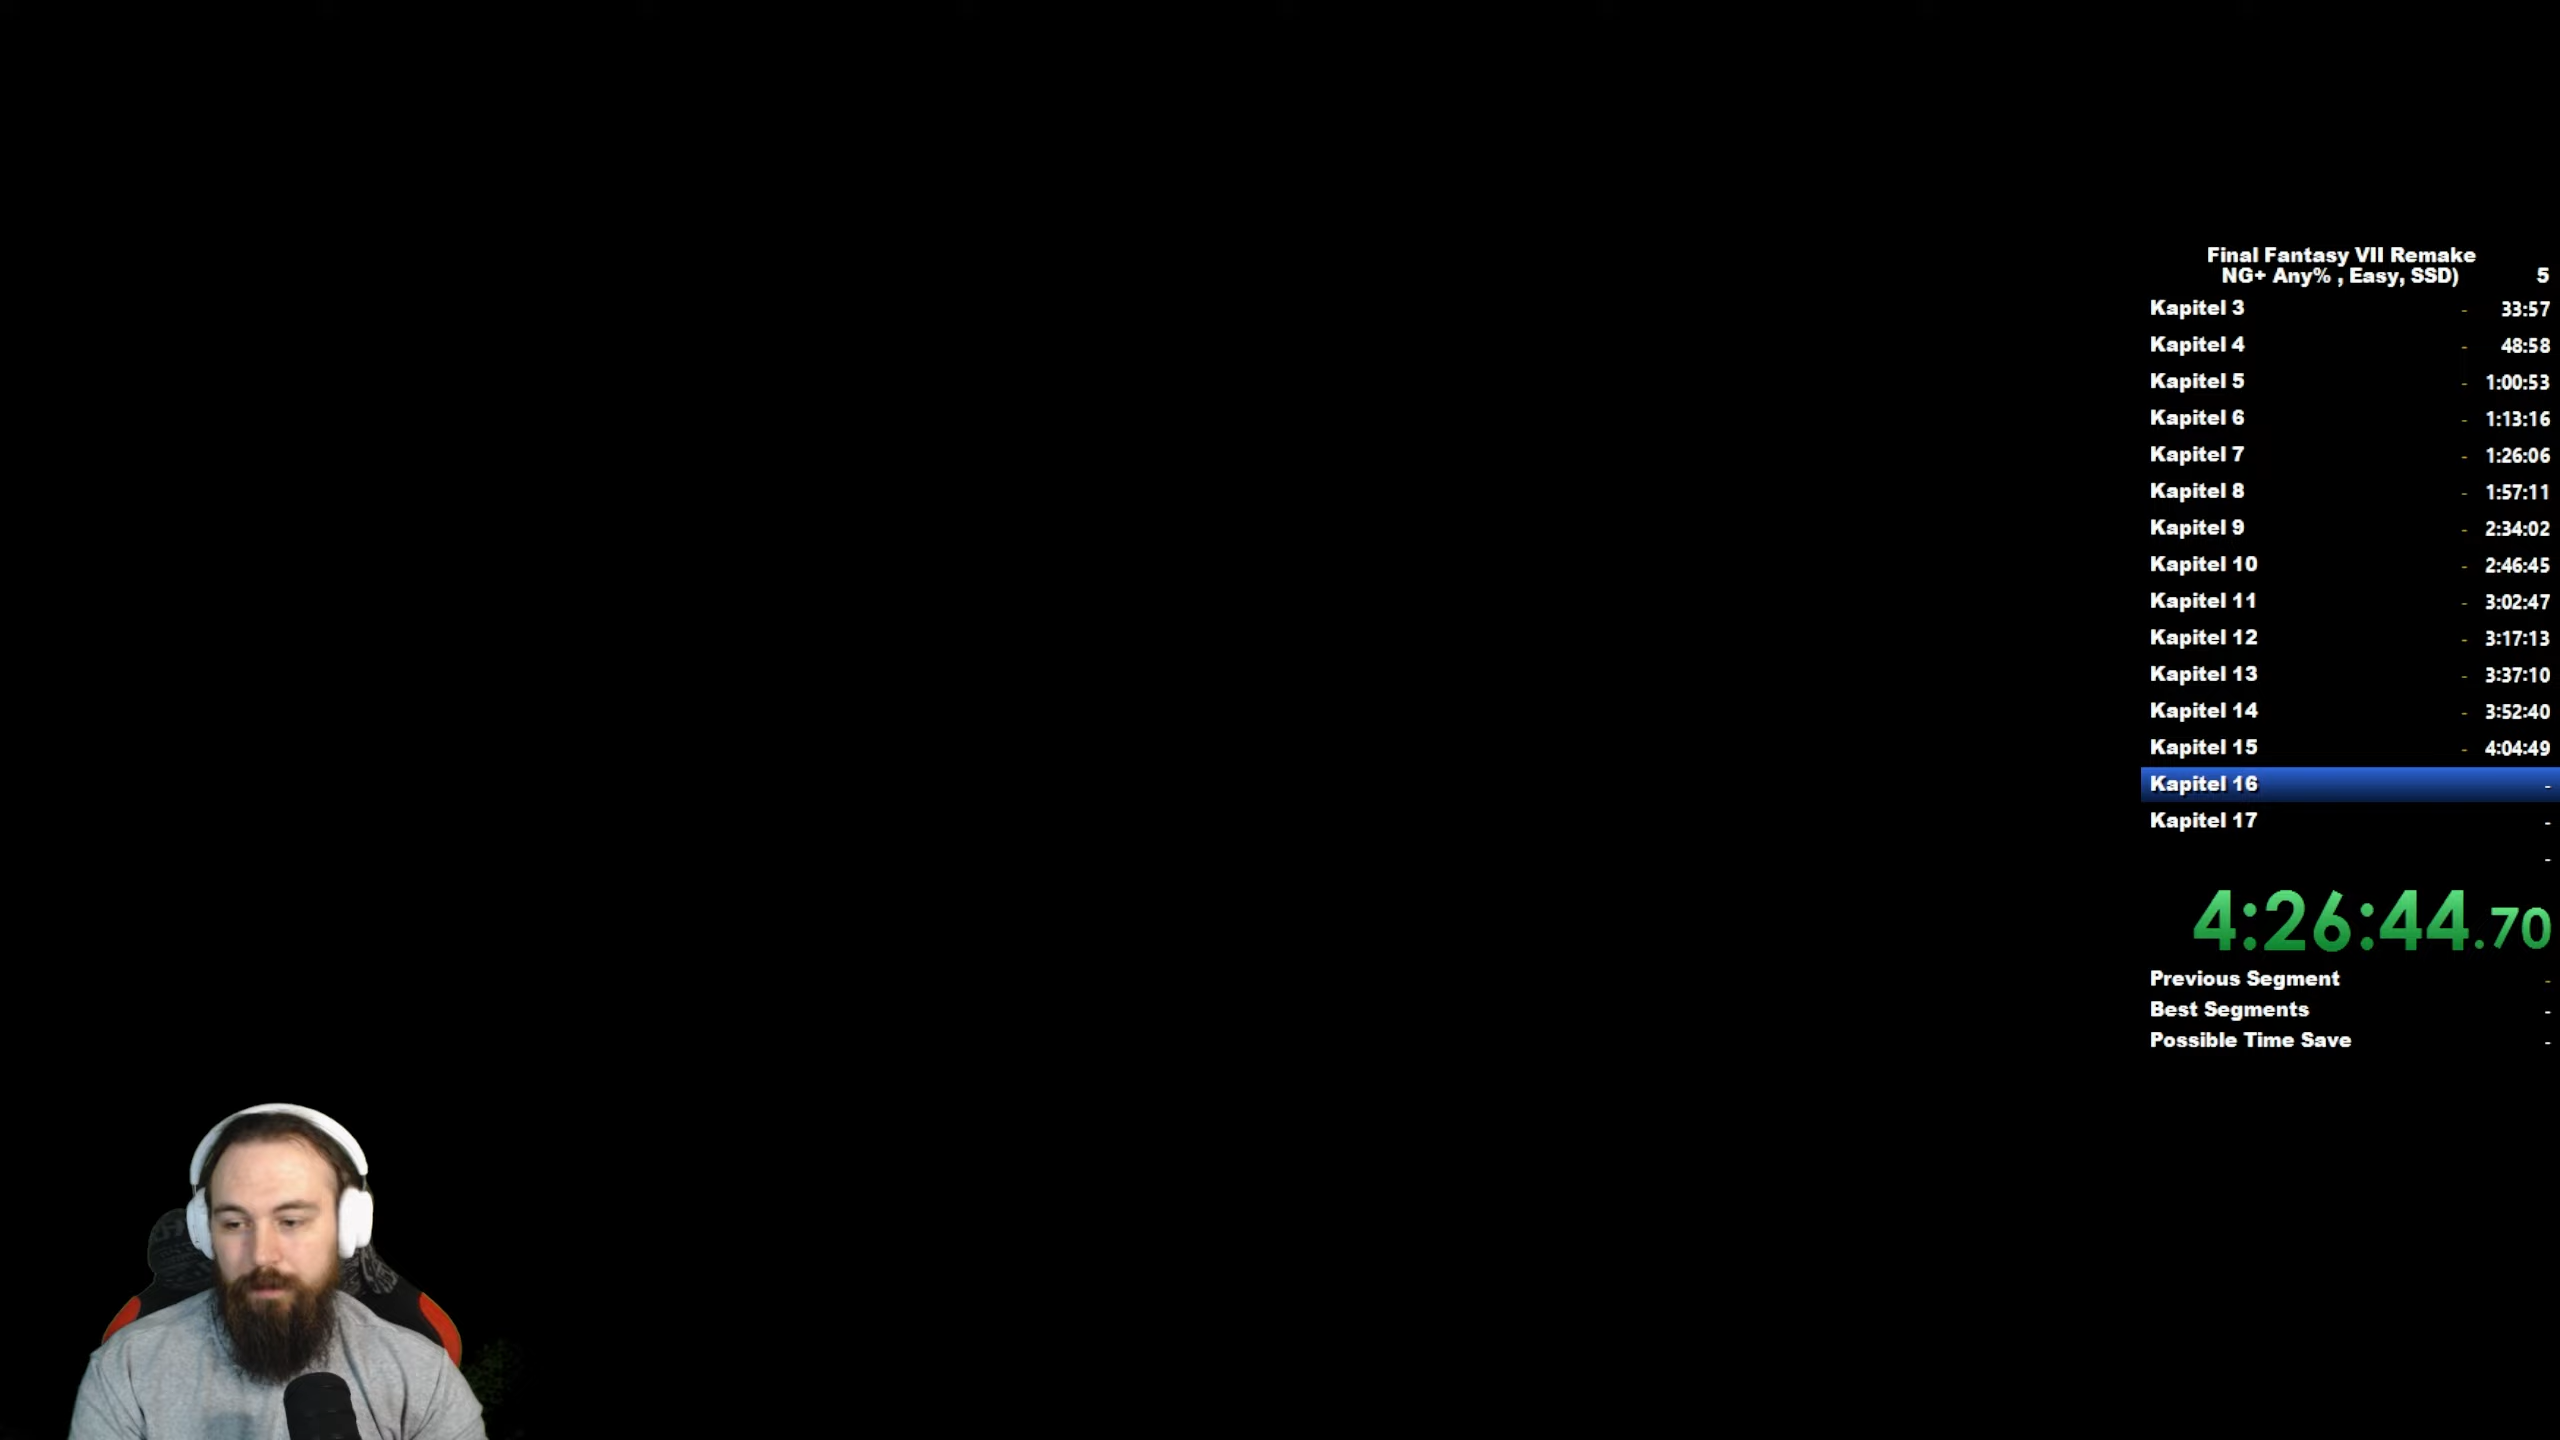 Final Fantasy VII Remake
NG+ Any% , Easy, SSD) 5
Kapitel 3 - 33:57
Kapitel 4 - 48:58
Kapitel 5 - 1:00:53
Kapitel 6 - 1:13:16
Kapitel 7 - 1:26:06
Kapitel 8 - 1:57:11
Kapitel 9 - 2:34:02
Kapitel 10 - 2:46:45
Kapitel 11 - 3:02:47
Kapitel 12 - 3:17:13
Kapitel 13 - 3:37:10
Kapitel 14 - 3:52:40
Kapitel 15 - 4:04:49
Kapitel 16 -
Kapitel 17 -
-
4:26:44.70
Previous Segment -
Best Segments -
Possible Time Save -